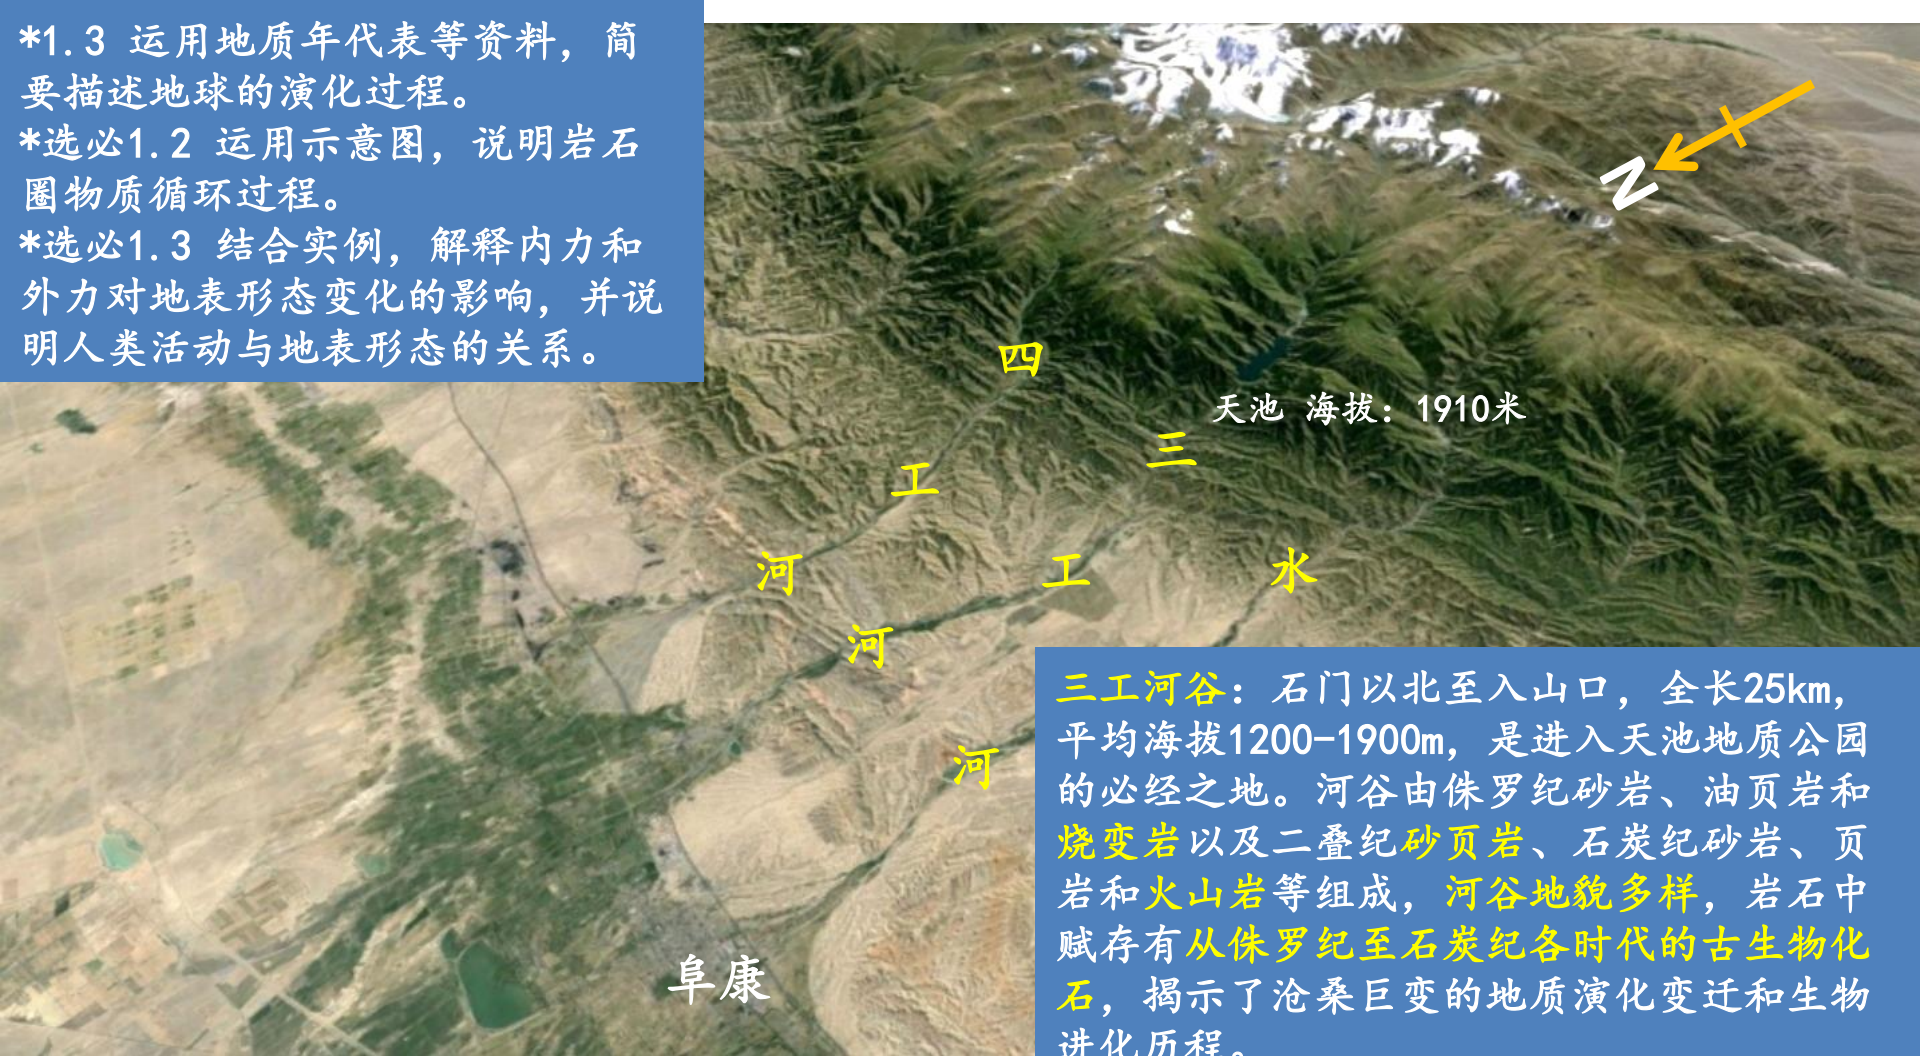 *1.3 运用地质年代表等资料，简
要描述地球的演化过程。
*选必1.2 运用示意图，说明岩石
圈物质循环过程。
*选必1.3 结合实例，解释内力和
外力对地表形态变化的影响，并说
明人类活动与地表形态的关系。
N
四
工
河
天池 海拔：1910米
三
工
河
水
河
阜康
三工河谷：石门以北至入山口，全长25km，
平均海拔1200-1900m，是进入天池地质公园
的必经之地。河谷由侏罗纪砂岩、油页岩和
烧变岩以及二叠纪砂页岩、石炭纪砂岩、页
岩和火山岩等组成，河谷地貌多样，岩石中
赋存有从侏罗纪至石炭纪各时代的古生物化
石，揭示了沧桑巨变的地质演化变迁和生物
进化历程。